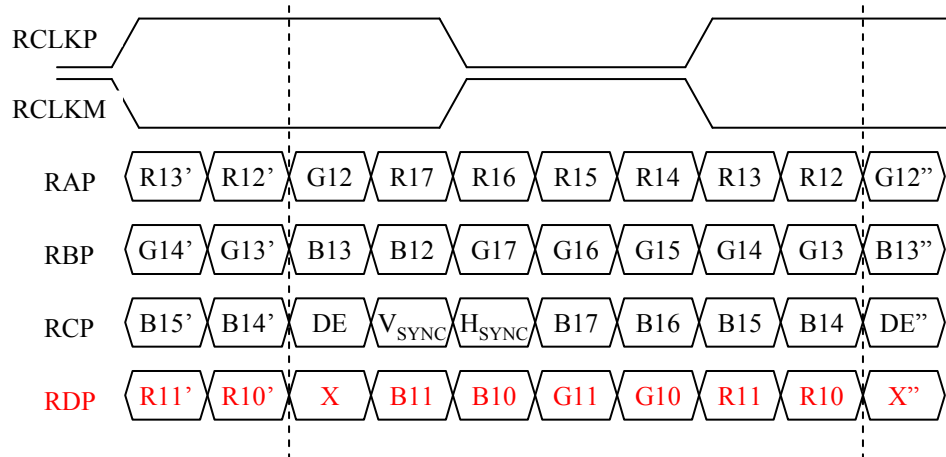 RCLKP
RCLKM
RAP R13’ R12’ G12 R17 R16 R15 R14 R13 R12 G12”
RBP G14’ G13’ B13 B12 G17 G16 G15 G14 G13 B13”
RCP B15’ B14’ DE VSYNC HSYNC B17 B16 B15 B14 DE”
RDP R11’ R10’ X B11 B10 G11 G10 R11 R10 X”